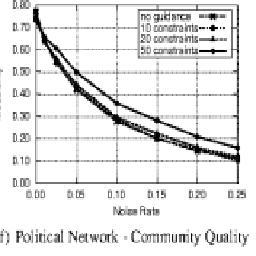 0.80
no guidance
10 constraints
30 constraints
50 constraints
0.70
0.60
0.50
0.40
0.30
0.20
0.10
0.00
0.00 0.05 0.10 0.15 0.20 0.25
Noise Rate
f) Political Network - Community Quality